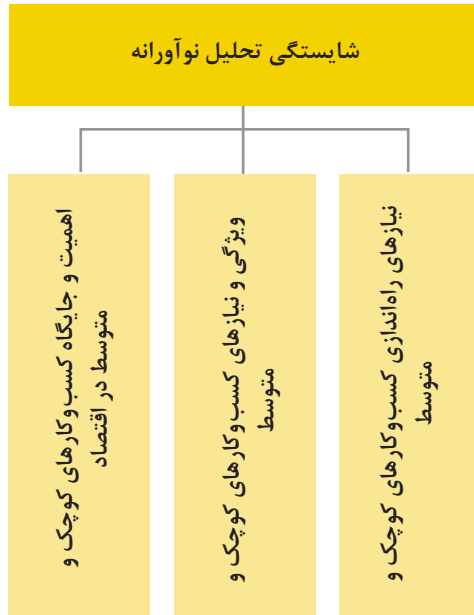 شایستگی تحلیل نوآورانه
نیازهای راه‌اندازی کسب‌وکارهای کوچک و
متوسط
ویژگی و نیازهای کسب‌وکارهای کوچک و
متوسط
اهمیت و جایگاه کسب‌وکارهای کوچک و
متوسط در اقتصاد